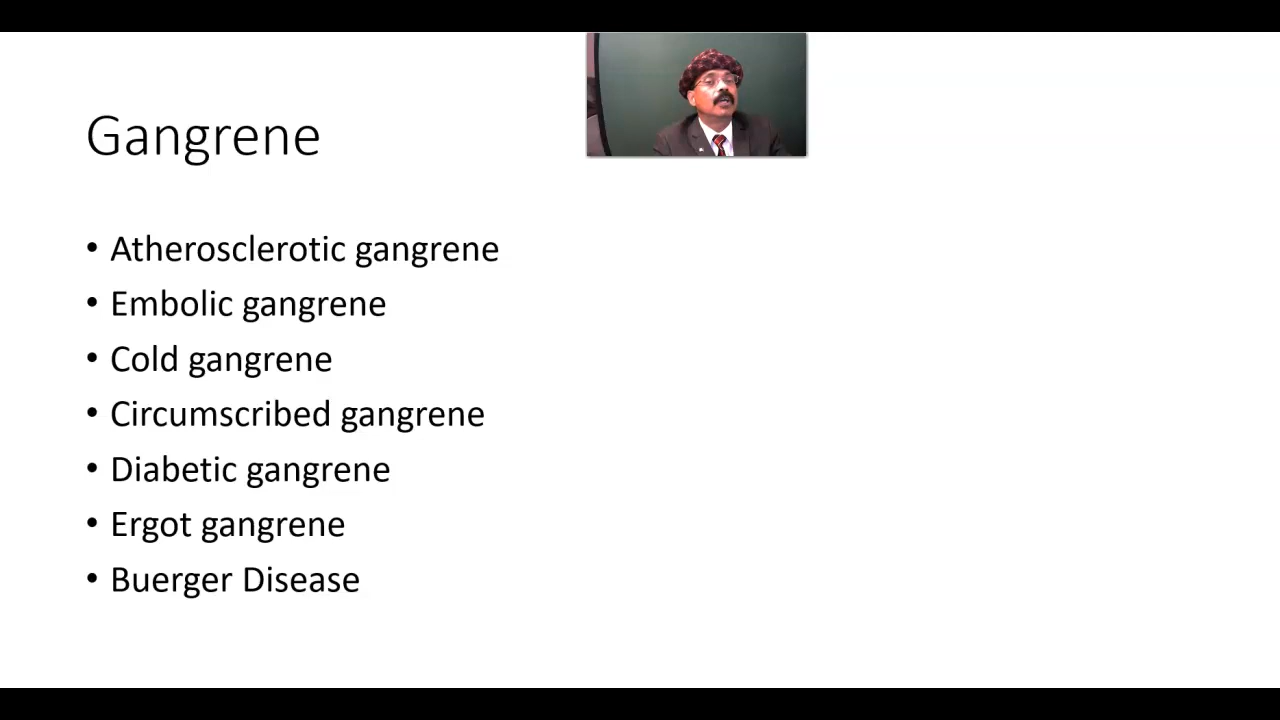 Gangrene
• Atherosclerotic gangrene
• Embolic gangrene
• Cold gangrene
• Circumscribed gangrene
• Diabetic gangrene
• Ergot gangrene
• Buerger Disease